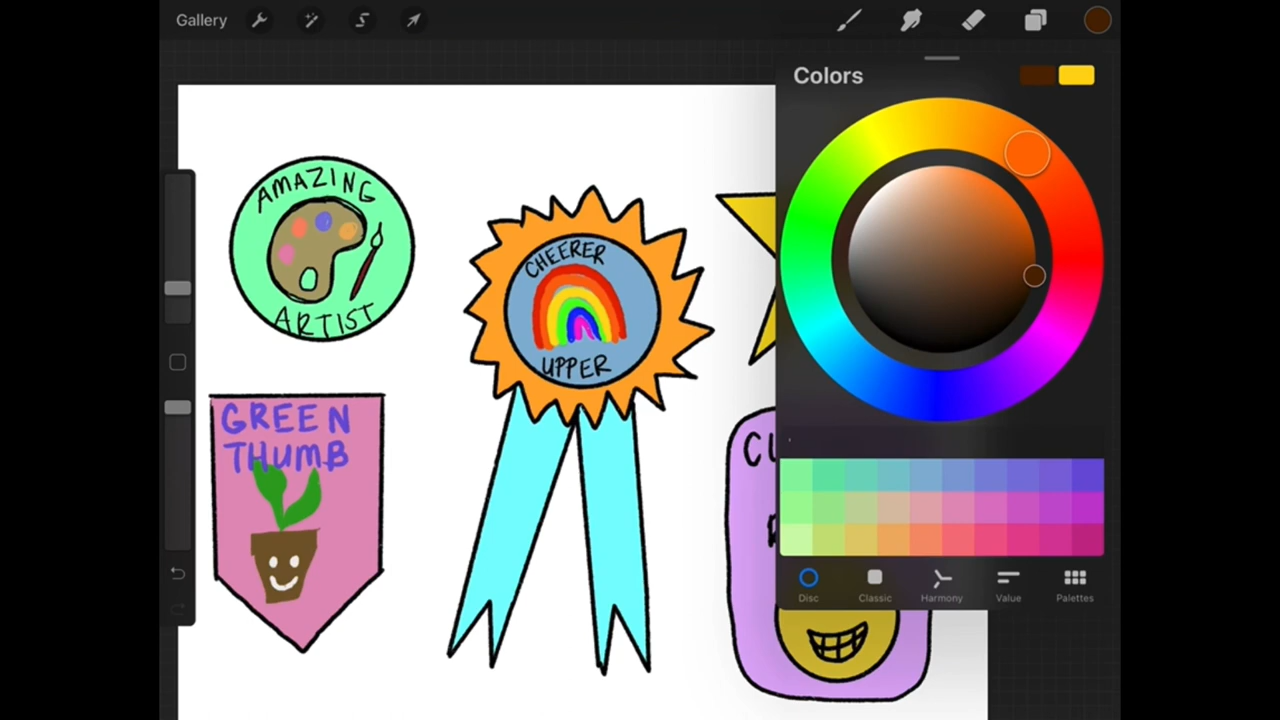 Gallery
Colors
AMAZING
ARTIST
CHEERER
UPPER
GREEN
THUMB
Disc
Classic
Harmony
Value
Palettes